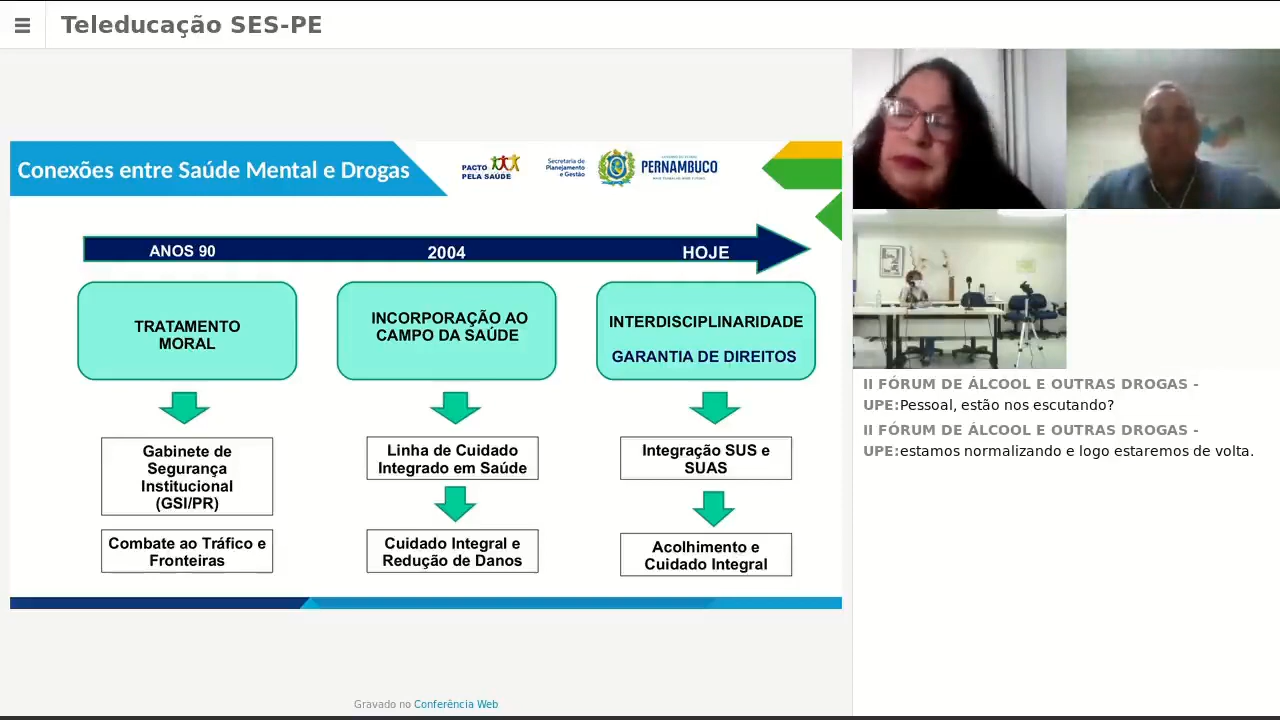 Teleducação SES-PE
Conexões entre Saúde Mental e Drogas
PACTO
PELA SAÚDE
Secretaria de
Planejamento
e Gestão
PERNAMBUCO
ANOS 90
2004
HOJE
TRATAMENTO
MORAL
INCORPORAÇÃO AO
CAMPO DA SAÚDE
INTERDISCIPLINARIDADE
GARANTIA DE DIREITOS
Gabinete de
Segurança
Institucional
(GSI/PR)
Linha de Cuidado
Integrado em Saúde
Integração SUS e
SUAS
Combate ao Tráfico e
Fronteiras
Cuidado Integral e
Redução de Danos
Acolhimento e
Cuidado Integral
II FÓRUM DE ÁLCOOL E OUTRAS DROGAS -
UPE:Pessoal, estão nos escutando?
II FÓRUM DE ÁLCOOL E OUTRAS DROGAS -
UPE:estamos normalizando e logo estaremos de volta.
Gravado no Conferência Web